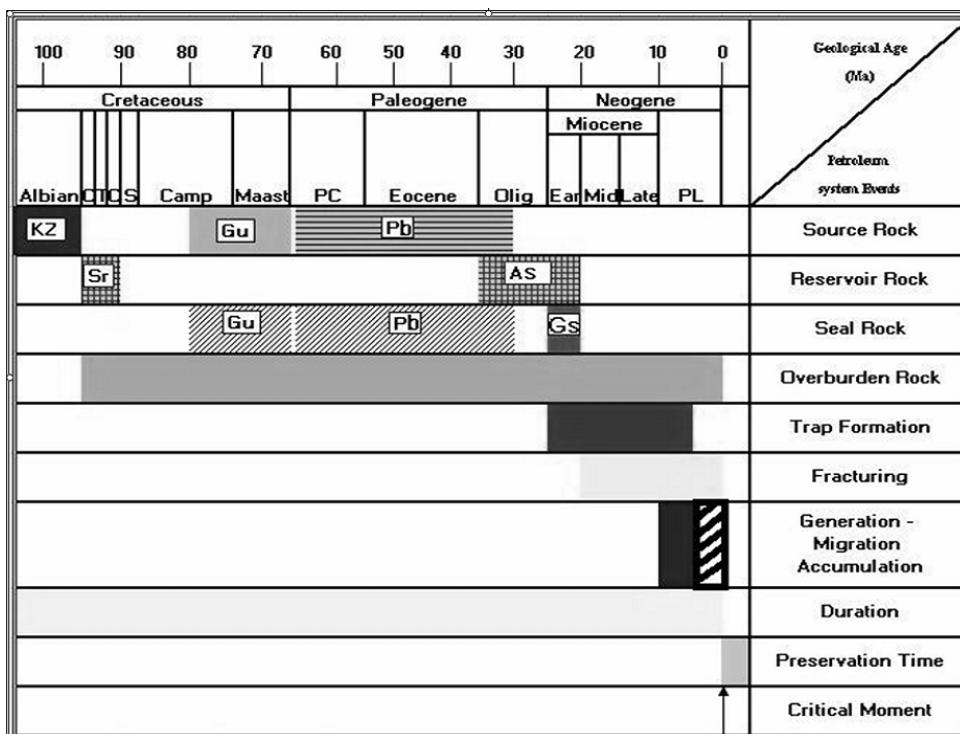 100 90 80 70 60 50 40 30 20 10 0
Geological Age
(Ma)
Cretaceous Paleogene Neogene
Miocene
Petroleum
system Events
Albian C T C S Camp Maast PC Eocene Olig Ear Mid Late PL
KZ Gu Pb Source Rock
Sr AS Reservoir Rock
Gu Pb Gs Seal Rock
Overburden Rock
Trap Formation
Fracturing
Generation -
Migration
Accumulation
Duration
Preservation Time
Critical Moment